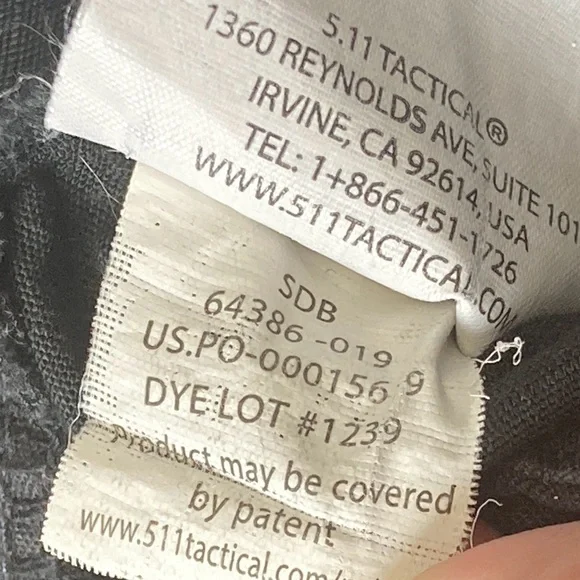 5.11 TACTICAL®
1360 REYNOLDS AVE, SUITE 101
IRVINE, CA 92614, USA
TEL: 1+866-451-1726
WWW.511TACTICAL.COM
SDB
64386-019
US.PO-000156 9
DYE LOT #1239
Product may be covered
by patent
www.511tactical.com/